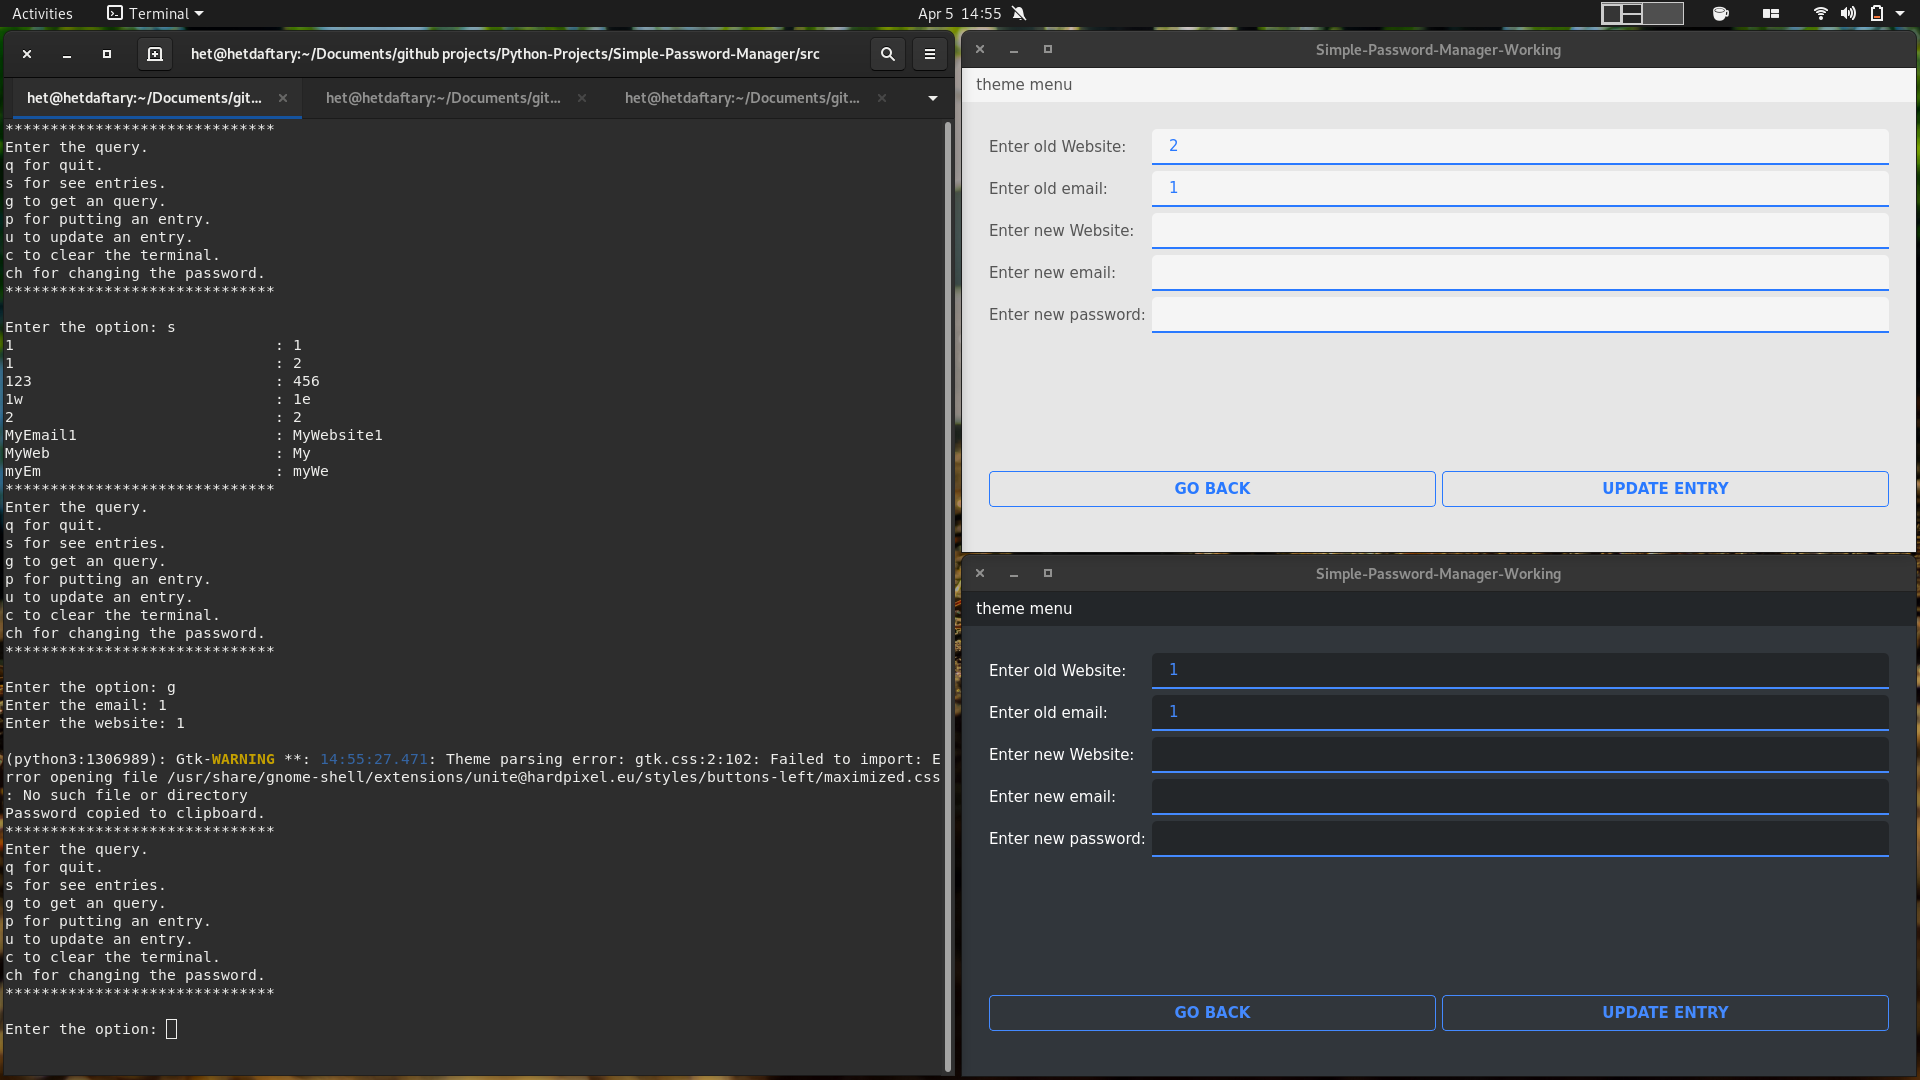 Activities
Terminal
Apr 5 14:55
het@hetdaftary:~/Documents/github projects/Python-Projects/Simple-Password-Manager/src
het@hetdaftary:~/Documents/git...
het@hetdaftary:~/Documents/git...
het@hetdaftary:~/Documents/git...
******************************
Enter the query.
q for quit.
s for see entries.
g to get an query.
p for putting an entry.
u to update an entry.
c to clear the terminal.
ch for changing the password.
******************************
Enter the option: s
1 : 1
1 : 2
123 : 456
1w : 1e
2 : 2
MyEmail1 : MyWebsite1
MyWeb : My
myEm : myWe
******************************
Enter the query.
q for quit.
s for see entries.
g to get an query.
p for putting an entry.
u to update an entry.
c to clear the terminal.
ch for changing the password.
******************************
Enter the option: g
Enter the email: 1
Enter the website: 1
(python3:1306989): Gtk-WARNING **: 14:55:27.471: Theme parsing error: gtk.css:2:102: Failed to import: E
rror opening file /usr/share/gnome-shell/extensions/unite@hardpixel.eu/styles/buttons-left/maximized.css
: No such file or directory
Password copied to clipboard.
******************************
Enter the query.
q for quit.
s for see entries.
g to get an query.
p for putting an entry.
u to update an entry.
c to clear the terminal.
ch for changing the password.
******************************
Enter the option:
Simple-Password-Manager-Working
theme menu
Enter old Website: 2
Enter old email: 1
Enter new Website:
Enter new email:
Enter new password:
GO BACK
UPDATE ENTRY
Simple-Password-Manager-Working
theme menu
Enter old Website: 1
Enter old email: 1
Enter new Website:
Enter new email:
Enter new password:
GO BACK
UPDATE ENTRY